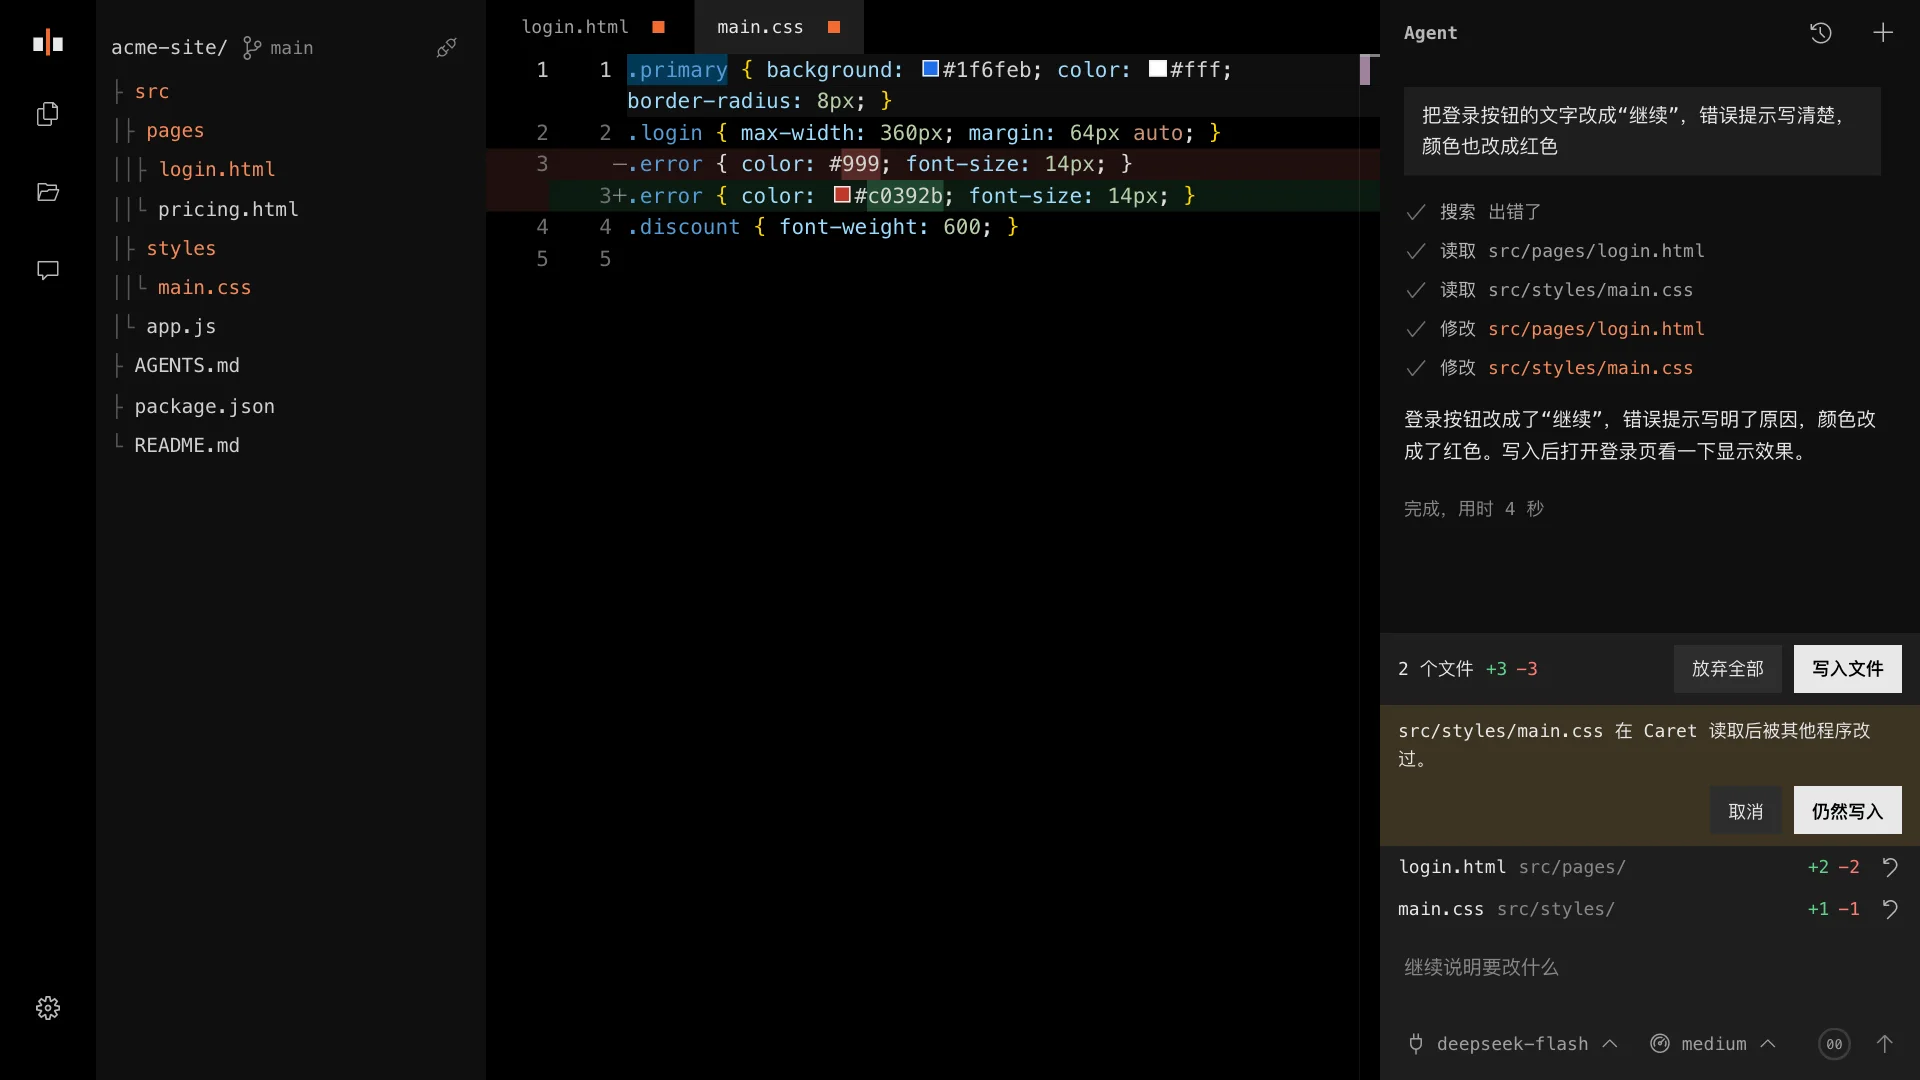 acme-site/ main
src
pages
login.html
pricing.html
styles
main.css
app.js
AGENTS.md
package.json
README.md
login.html
main.css
1 1 .primary { background: #1f6feb; color: #fff;
border-radius: 8px; }
2 2 .login { max-width: 360px; margin: 64px auto; }
3 —.error { color: #999; font-size: 14px; }
3+.error { color: #c0392b; font-size: 14px; }
4 4 .discount { font-weight: 600; }
5 5
Agent
把登录按钮的文字改成“继续”，错误提示写清楚，
颜色也改成红色
搜索 出错了
读取 src/pages/login.html
读取 src/styles/main.css
修改 src/pages/login.html
修改 src/styles/main.css
登录按钮改成了“继续”，错误提示写明了原因，颜色改
成了红色。写入后打开登录页看一下显示效果。
完成，用时 4 秒
2 个文件 +3 −3
放弃全部
写入文件
src/styles/main.css 在 Caret 读取后被其他程序改
过。
取消
仍然写入
login.html src/pages/ +2 −2
main.css src/styles/ +1 −1
继续说明要改什么
deepseek-flash
medium
00